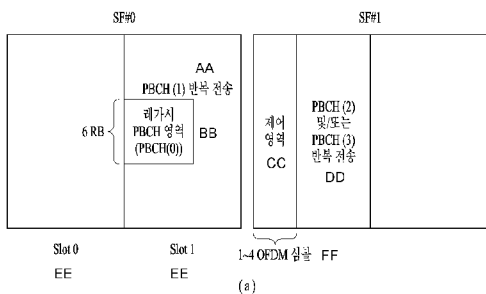 SF#0
SF#1
AA
PBCH (1) 반복 전송
6 RB
레가시
PBCH 영역
(PBCH(0))
BB
제어
영역
CC
PBCH (2)
및/또는
PBCH (3)
반복 전송
DD
Slot 0
Slot 1
1~4 OFDM 심볼 FF
EE
EE
(a)